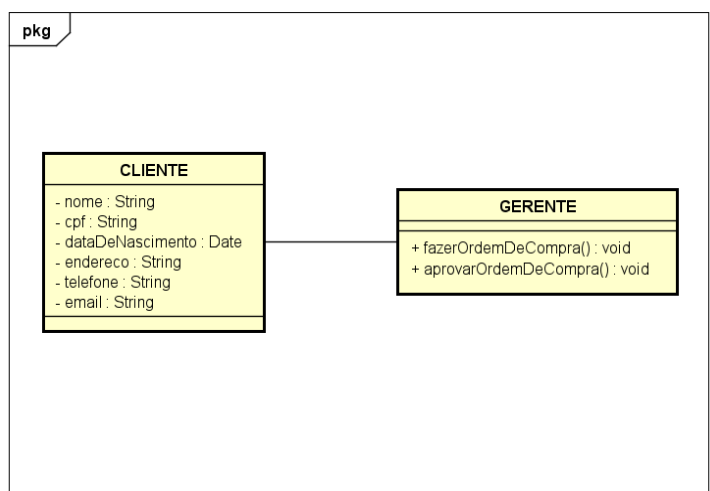 pkg
CLIENTE
- nome : String
- cpf : String
- dataDeNascimento : Date
- endereco : String
- telefone : String
- email : String
GERENTE
+ fazerOrdemDeCompra() : void
+ aprovarOrdemDeCompra() : void